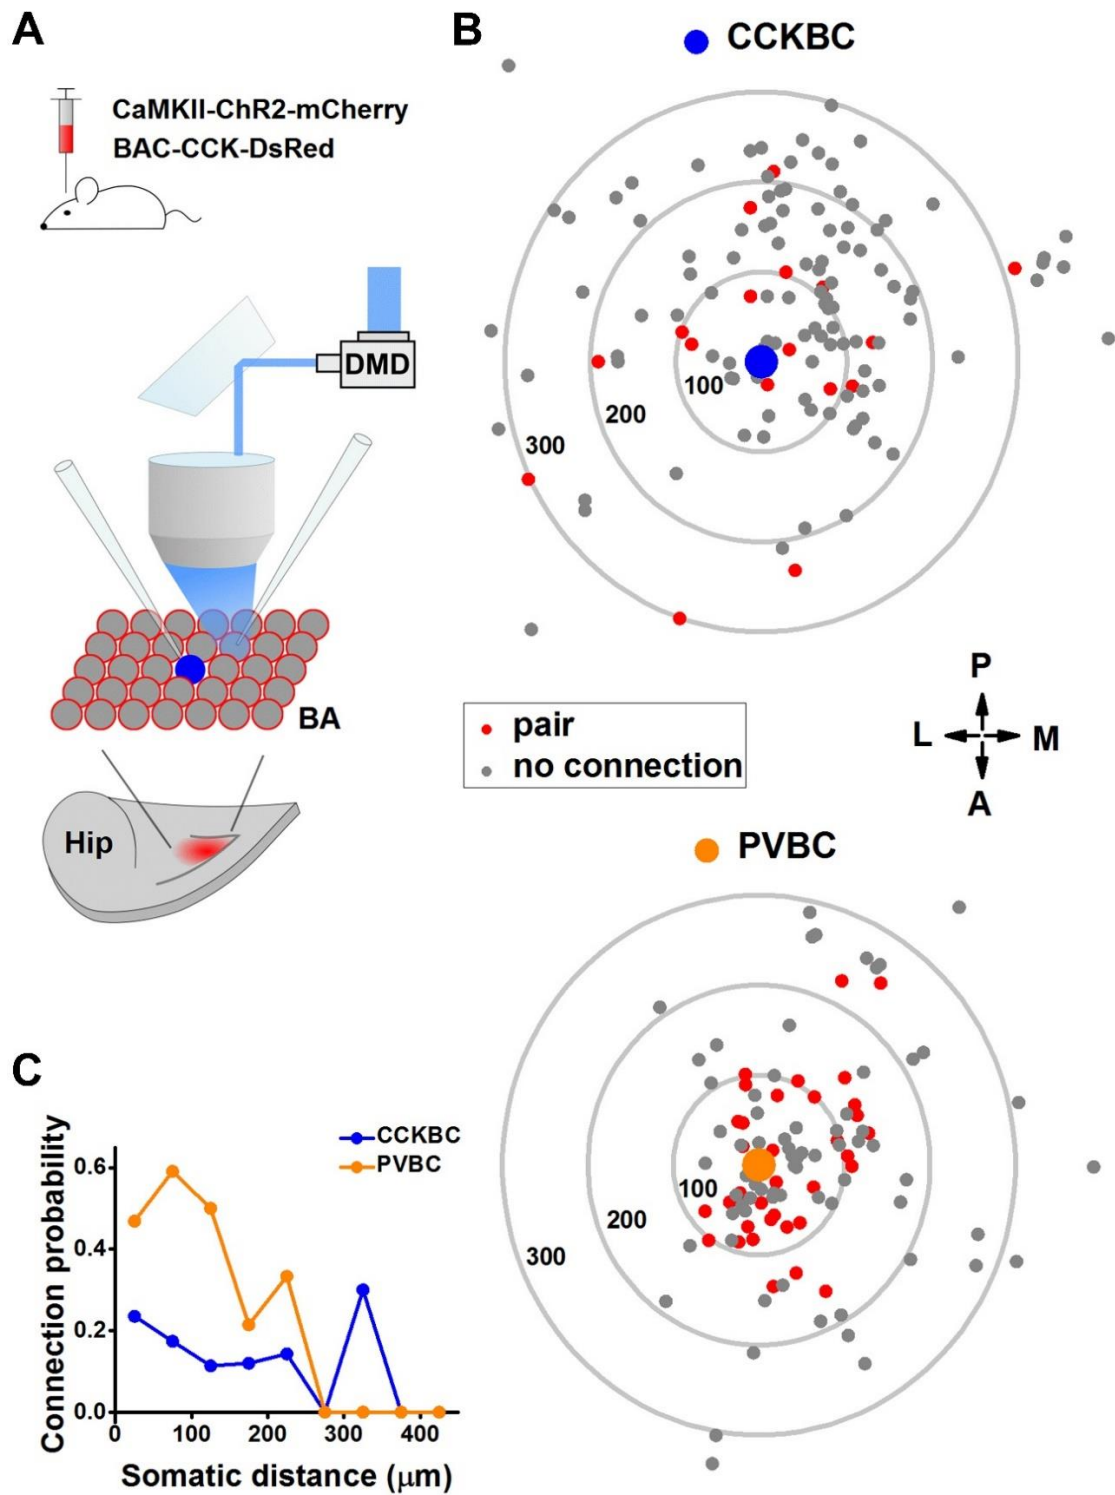 A
CaMKII-ChR2-mCherry
BAC-CCK-DsRed
DMD
BA
Hip
B
CCKBC
100
200
300
pair
no connection
P
L
M
A
PVBC
100
200
300
C
Connection probability
0.6
0.4
0.2
0.0
CCKBC
PVBC
0
100
200
300
400
Somatic distance (μm)